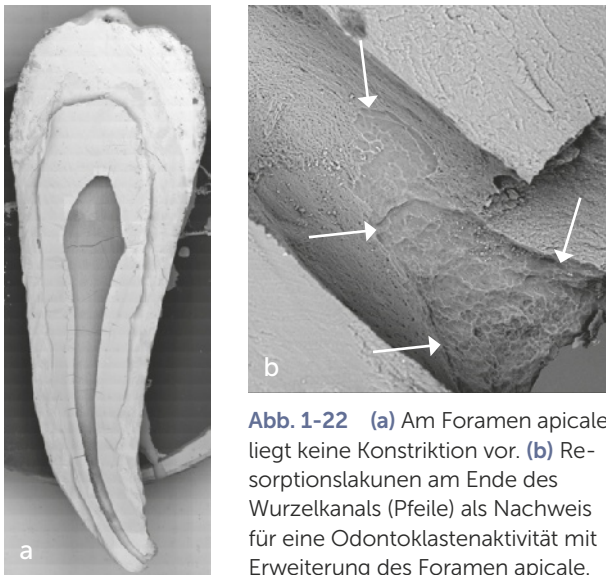 a
b
Abb. 1-22 (a) Am Foramen apicale
liegt keine Konstriktion vor. (b) Re-
sorptionslakunen am Ende des
Wurzelkanals (Pfeile) als Nachweis
für eine Odontoklastenaktivität mit
Erweiterung des Foramen apicale.